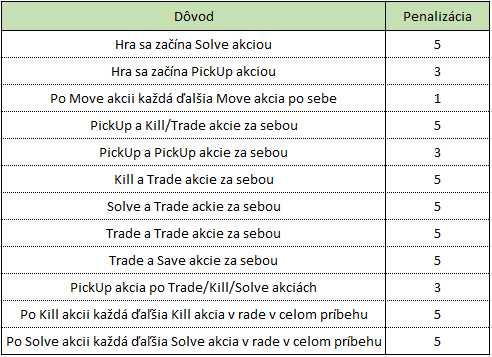 Dôvod Penalizácia
Hra sa začína Solve akciou 5
Hra sa začína PickUp akciou 3
Po Move akcii každá ďalšia Move akcia po sebe 1
PickUp a Kill/Trade akcie za sebou 5
PickUp a PickUp akcie za sebou 3
Kill a Trade akcie za sebou 5
Solve a Trade ackie za sebou 5
Trade a Trade akcie za sebou 5
Trade a Save akcie za sebou 5
PickUp akcia po Trade/Kill/Solve akciách 3
Po Kill akcii každá ďaľšia Kill akcia v rade v celom príbehu 5
Po Solve akcii každá ďaľšia Solve akcia v rade v celom príbehu 5